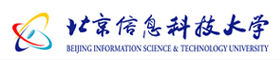 北京信息科技大学
BEIJING INFORMATION SCIENCE & TECHNOLOGY UNIVERSITY